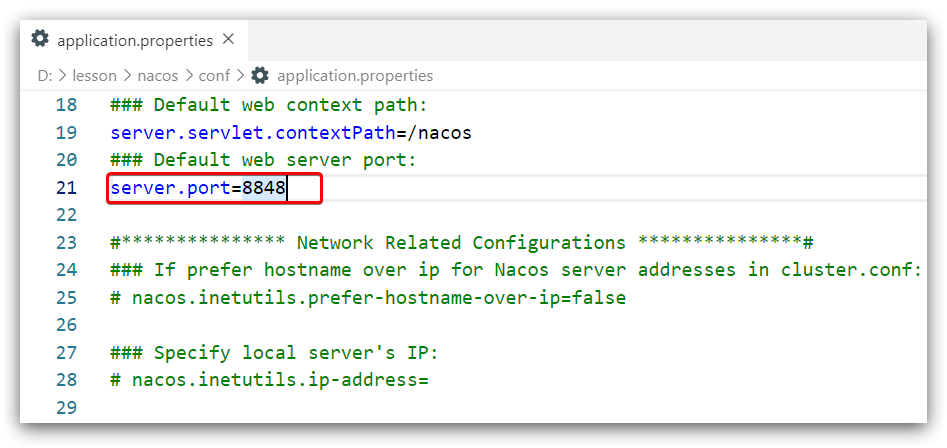 application.properties ×
D: > lesson > nacos > conf > application.properties
18 ### Default web context path:
19 server.servlet.contextPath=/nacos
20 ### Default web server port:
21 server.port=8848
22
23 #*************** Network Related Configurations ***************#
24 ### If prefer hostname over ip for Nacos server addresses in cluster.conf:
25 # nacos.inetutils.prefer-hostname-over-ip=false
26
27 ### Specify local server's IP:
28 # nacos.inetutils.ip-address=
29